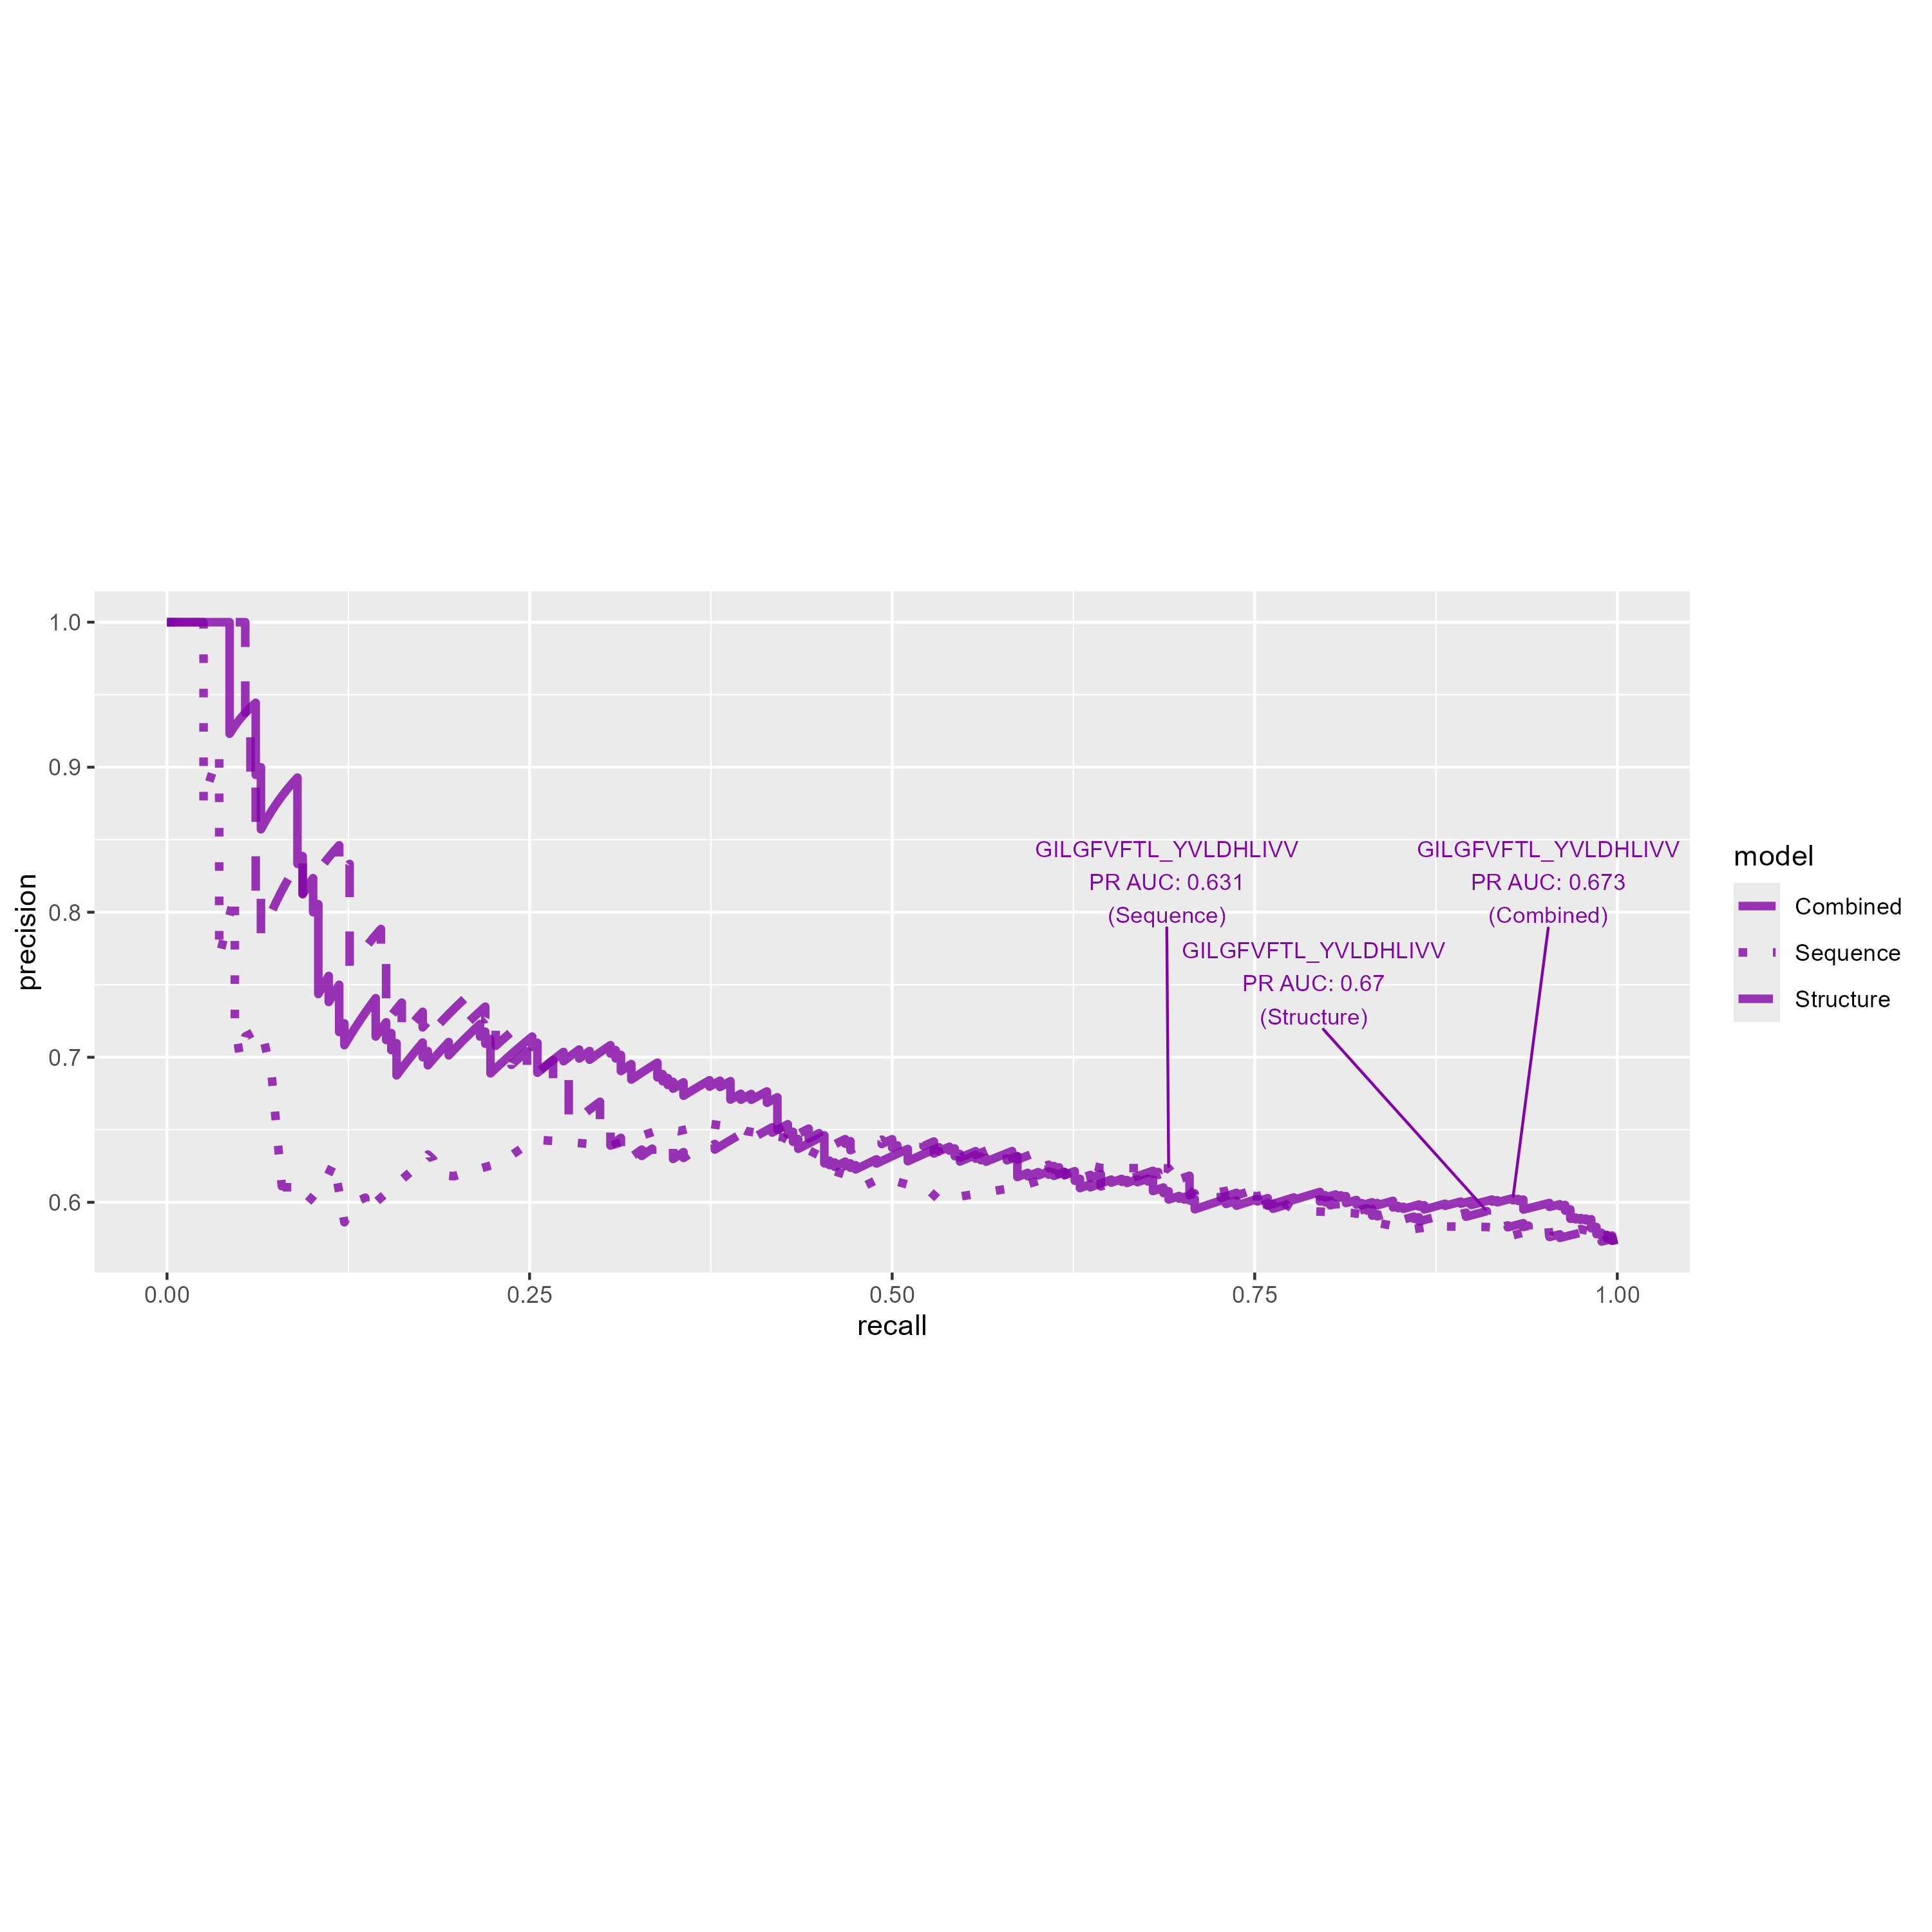 1.0
0.9
0.8
0.7
0.6
precision
GILGFVFTL_YVLDHLIVV
PR AUC: 0.631
(Sequence)
GILGFVFTL_YVLDHLIVV
PR AUC: 0.673
(Combined)
GILGFVFTL_YVLDHLIVV
PR AUC: 0.67
(Structure)
0.00
0.25
0.50
0.75
1.00
recall
model
Combined
Sequence
Structure